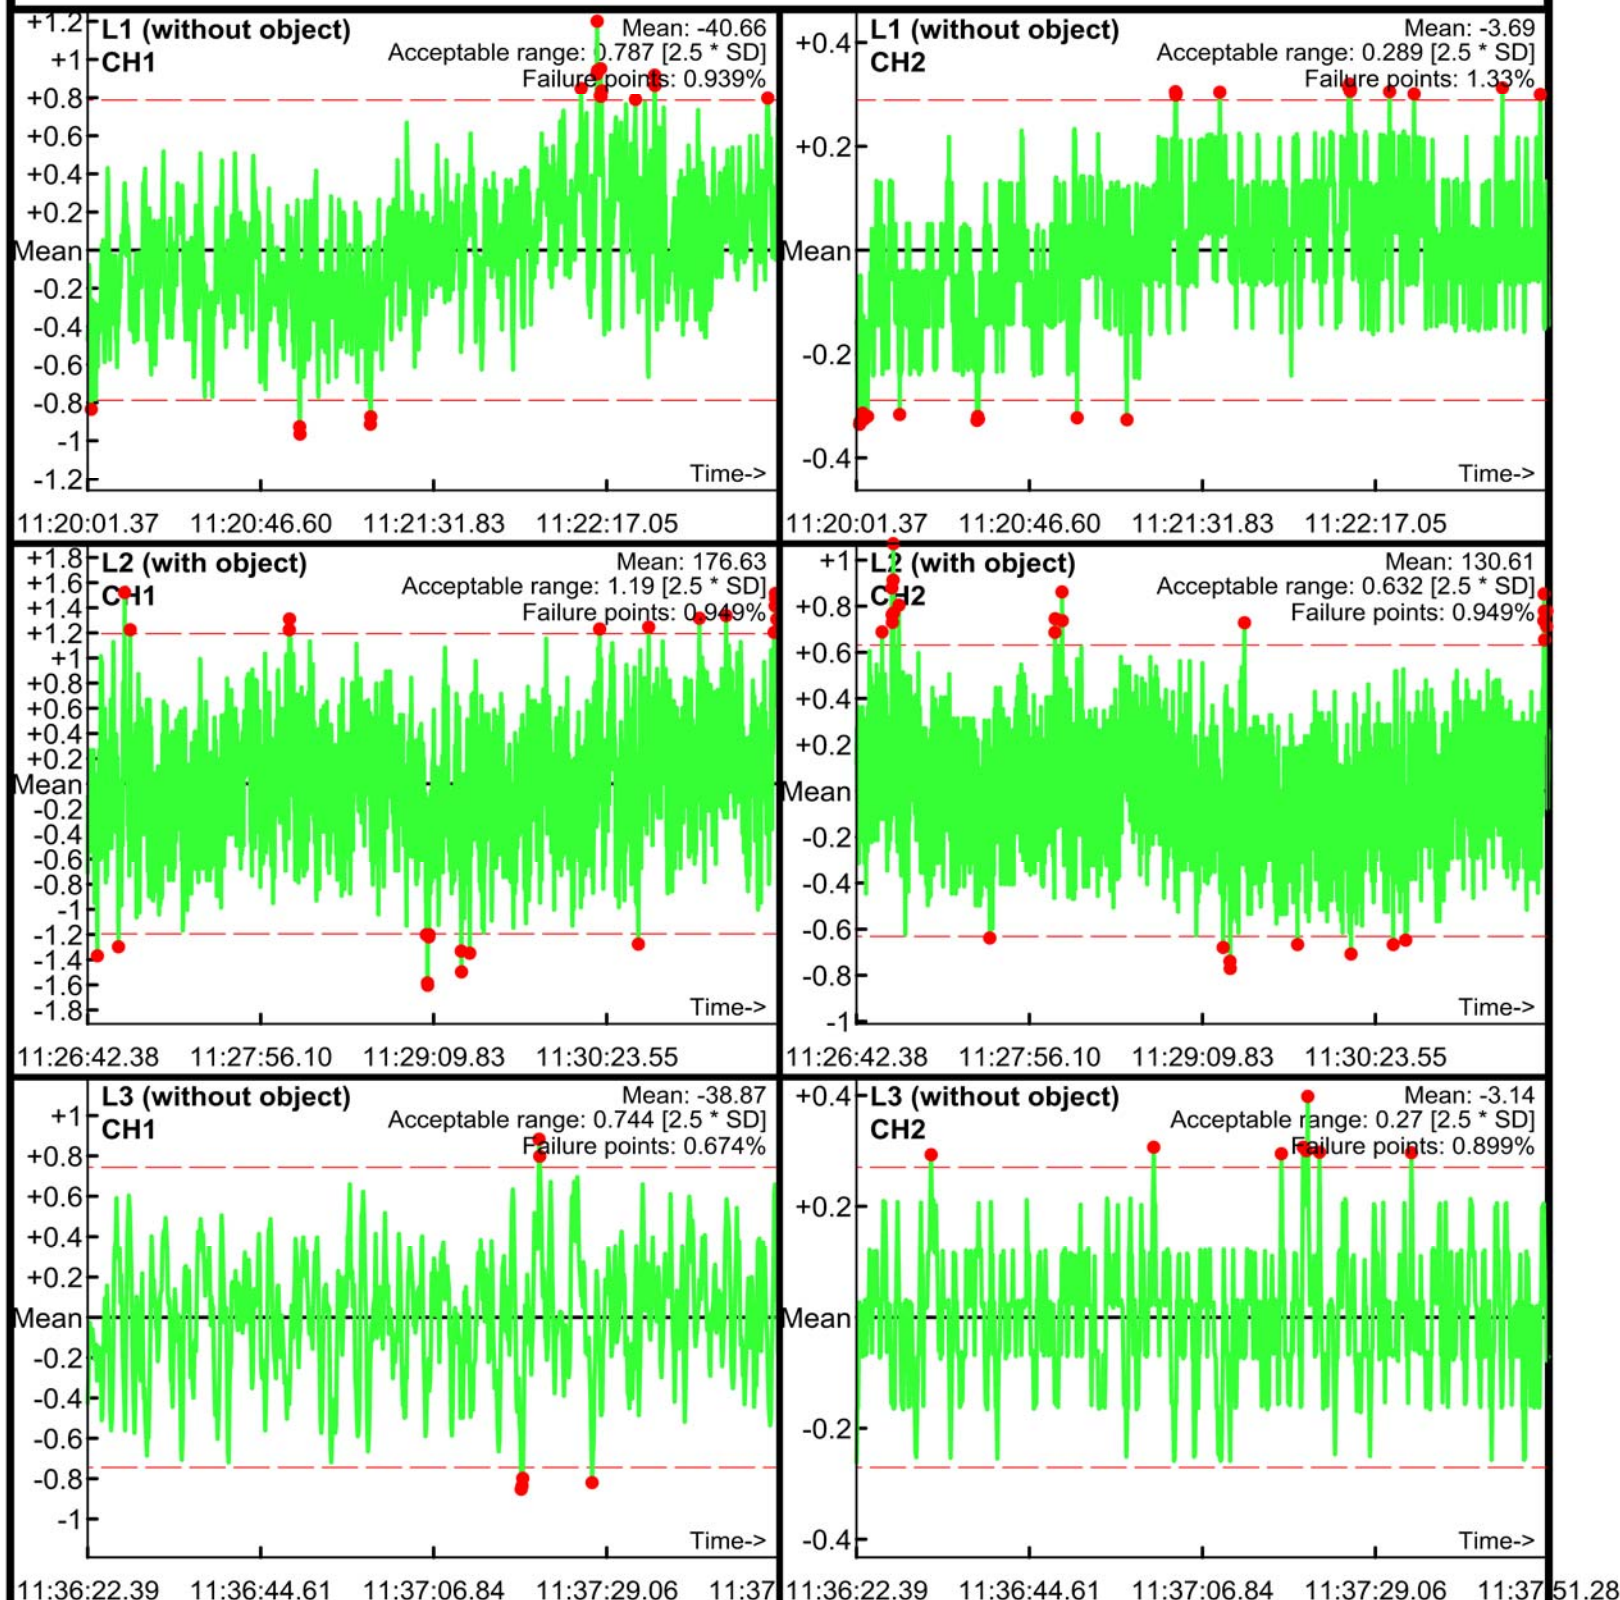 L1 (without object)
CH1
Mean: -40.66
Acceptable range: 0.787 [2.5 * SD]
Failure points: 0.939%
+1.2
+1
+0.8
+0.6
+0.4
+0.2
Mean
-0.2
-0.4
-0.6
-0.8
-1
-1.2
Time->
11:20:01.37 11:20:46.60 11:21:31.83 11:22:17.05
L1 (without object)
CH2
Mean: -3.69
Acceptable range: 0.289 [2.5 * SD]
Failure points: 1.33%
+0.4
+0.2
Mean
-0.2
-0.4
Time->
11:20:01.37 11:20:46.60 11:21:31.83 11:22:17.05
L2 (with object)
CH1
Mean: 176.63
Acceptable range: 1.19 [2.5 * SD]
Failure points: 0.949%
+1.8
+1.6
+1.4
+1.2
+1
+0.8
+0.6
+0.4
+0.2
Mean
-0.2
-0.4
-0.6
-0.8
-1
-1.2
-1.4
-1.6
-1.8
Time->
11:26:42.38 11:27:56.10 11:29:09.83 11:30:23.55
L2 (with object)
CH2
Mean: 130.61
Acceptable range: 0.632 [2.5 * SD]
Failure points: 0.949%
+1
+0.8
+0.6
+0.4
+0.2
Mean
-0.2
-0.4
-0.6
-0.8
-1
Time->
11:26:42.38 11:27:56.10 11:29:09.83 11:30:23.55
L3 (without object)
CH1
Mean: -38.87
Acceptable range: 0.744 [2.5 * SD]
Failure points: 0.674%
+1
+0.8
+0.6
+0.4
+0.2
Mean
-0.2
-0.4
-0.6
-0.8
-1
Time->
11:36:22.39 11:36:44.61 11:37:06.84 11:37:29.06 11:37
L3 (without object)
CH2
Mean: -3.14
Acceptable range: 0.27 [2.5 * SD]
Failure points: 0.899%
+0.4
+0.2
Mean
-0.2
-0.4
Time->
11:36:22.39 11:36:44.61 11:37:06.84 11:37:29.06 11:37:51.28